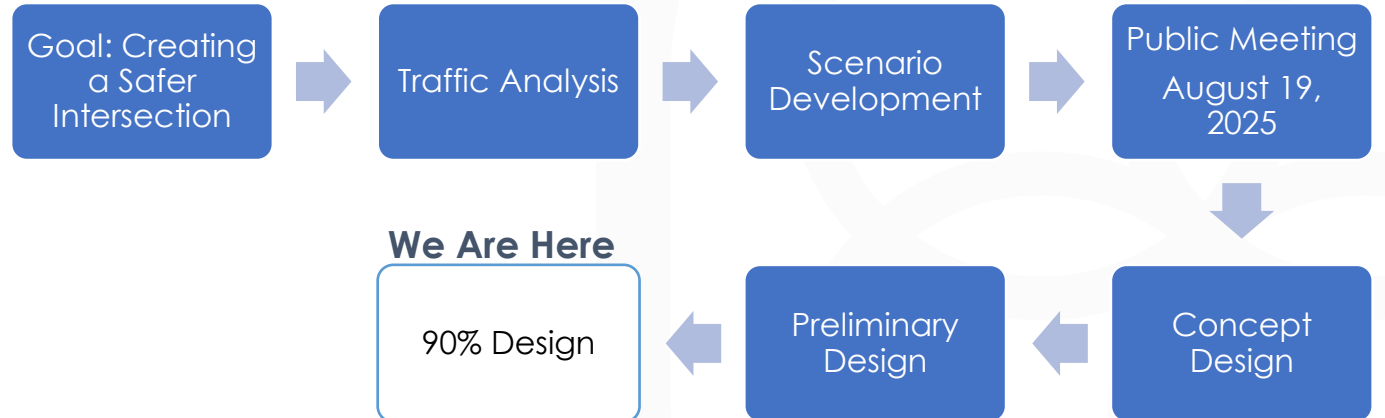 Goal: Creating
a Safer
Intersection
Traffic Analysis
Scenario
Development
Public Meeting
August 19,
2025
Concept
Design
Preliminary
Design
We Are Here
90% Design